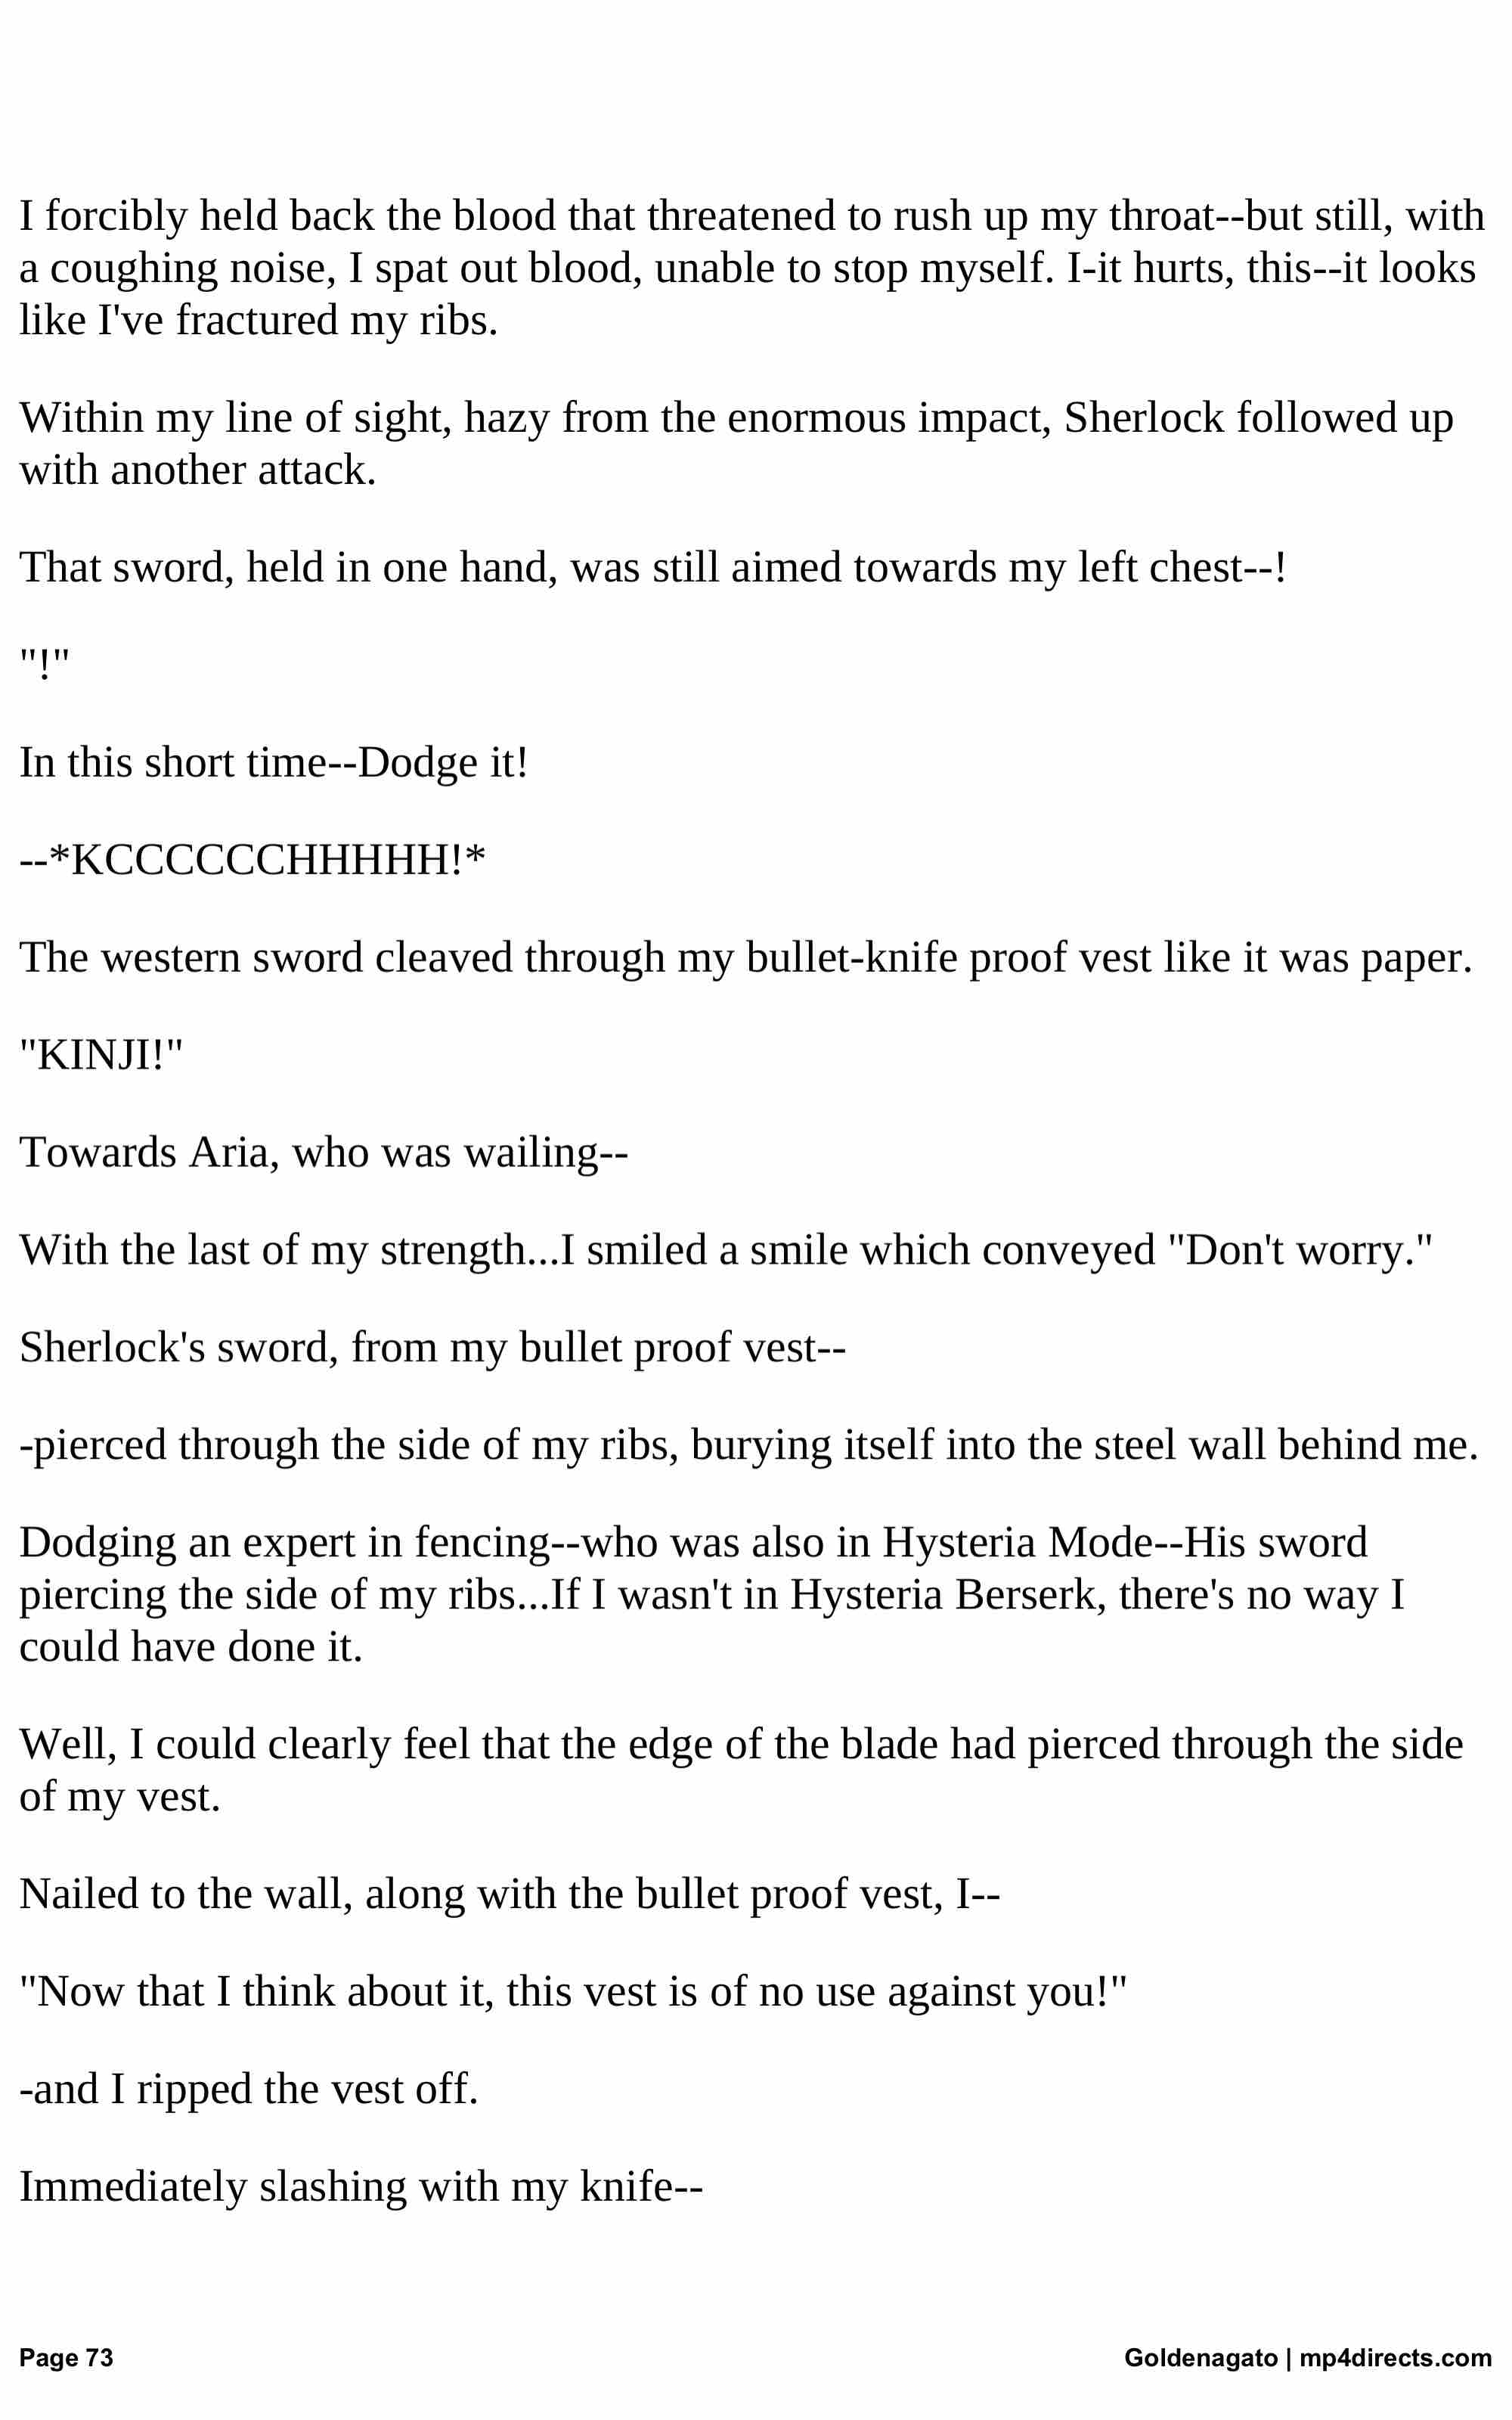 I forcibly held back the blood that threatened to rush up my throat--but still, with
a coughing noise, I spat out blood, unable to stop myself. I-it hurts, this--it looks
like I've fractured my ribs.
Within my line of sight, hazy from the enormous impact, Sherlock followed up
with another attack.
That sword, held in one hand, was still aimed towards my left chest--!
"!"
In this short time--Dodge it!
--*KCCCCCCHHHHH!*
The western sword cleaved through my bullet-knife proof vest like it was paper.
"KINJI!"
Towards Aria, who was wailing--
With the last of my strength...I smiled a smile which conveyed "Don't worry."
Sherlock's sword, from my bullet proof vest--
-pierced through the side of my ribs, burying itself into the steel wall behind me.
Dodging an expert in fencing--who was also in Hysteria Mode--His sword
piercing the side of my ribs...If I wasn't in Hysteria Berserk, there's no way I
could have done it.
Well, I could clearly feel that the edge of the blade had pierced through the side
of my vest.
Nailed to the wall, along with the bullet proof vest, I--
"Now that I think about it, this vest is of no use against you!"
-and I ripped the vest off.
Immediately slashing with my knife--
Page 73
Goldenagato | mp4directs.com